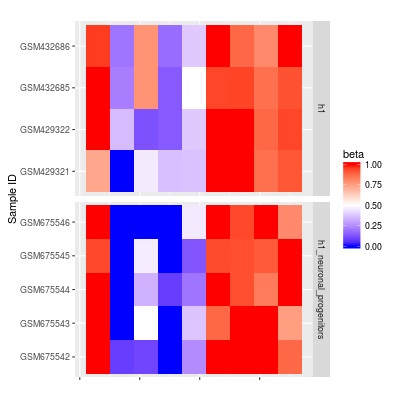 GSM432686
GSM432685
GSM429322
GSM429321
h1
GSM675546
GSM675545
GSM675544
GSM675543
GSM675542
h1_neuronal_progenitors
Sample ID
beta
1.00
0.75
0.50
0.25
0.00